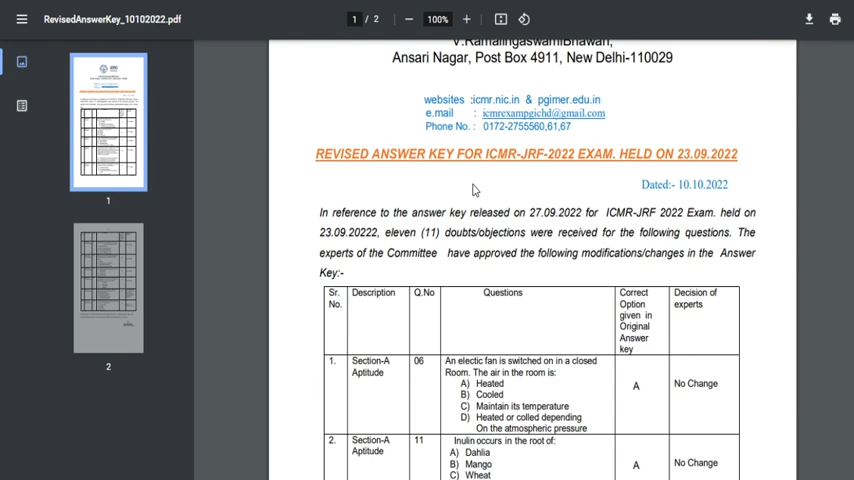 RevisedAnswerKey_10102022.pdf
1 / 2
100%
V.RamalingaswamiBhawan,
Ansari Nagar, Post Box 4911, New Delhi-110029
websites :icmr.nic.in & pgimer.edu.in
e.mail : icmrexampgichd@gmail.com
Phone No. : 0172-2755560,61,67
REVISED ANSWER KEY FOR ICMR-JRF-2022 EXAM. HELD ON 23.09.2022
Dated:- 10.10.2022
In reference to the answer key released on 27.09.2022 for ICMR-JRF 2022 Exam. held on
23.09.20222, eleven (11) doubts/objections were received for the following questions. The
experts of the Committee have approved the following modifications/changes in the Answer
Key:-
Sr. No. Description Q.No Questions Correct Option given in Original Answer key Decision of experts
1. Section-A Aptitude 06 An electic fan is switched on in a closed
Room. The air in the room is:
A) Heated
B) Cooled
C) Maintain its temperature
D) Heated or colled depending
On the atmospheric pressure
A No Change
2. Section-A Aptitude 11 Inulin occurs in the root of:
A) Dahlia
B) Mango
C) Wheat
A No Change
1
2